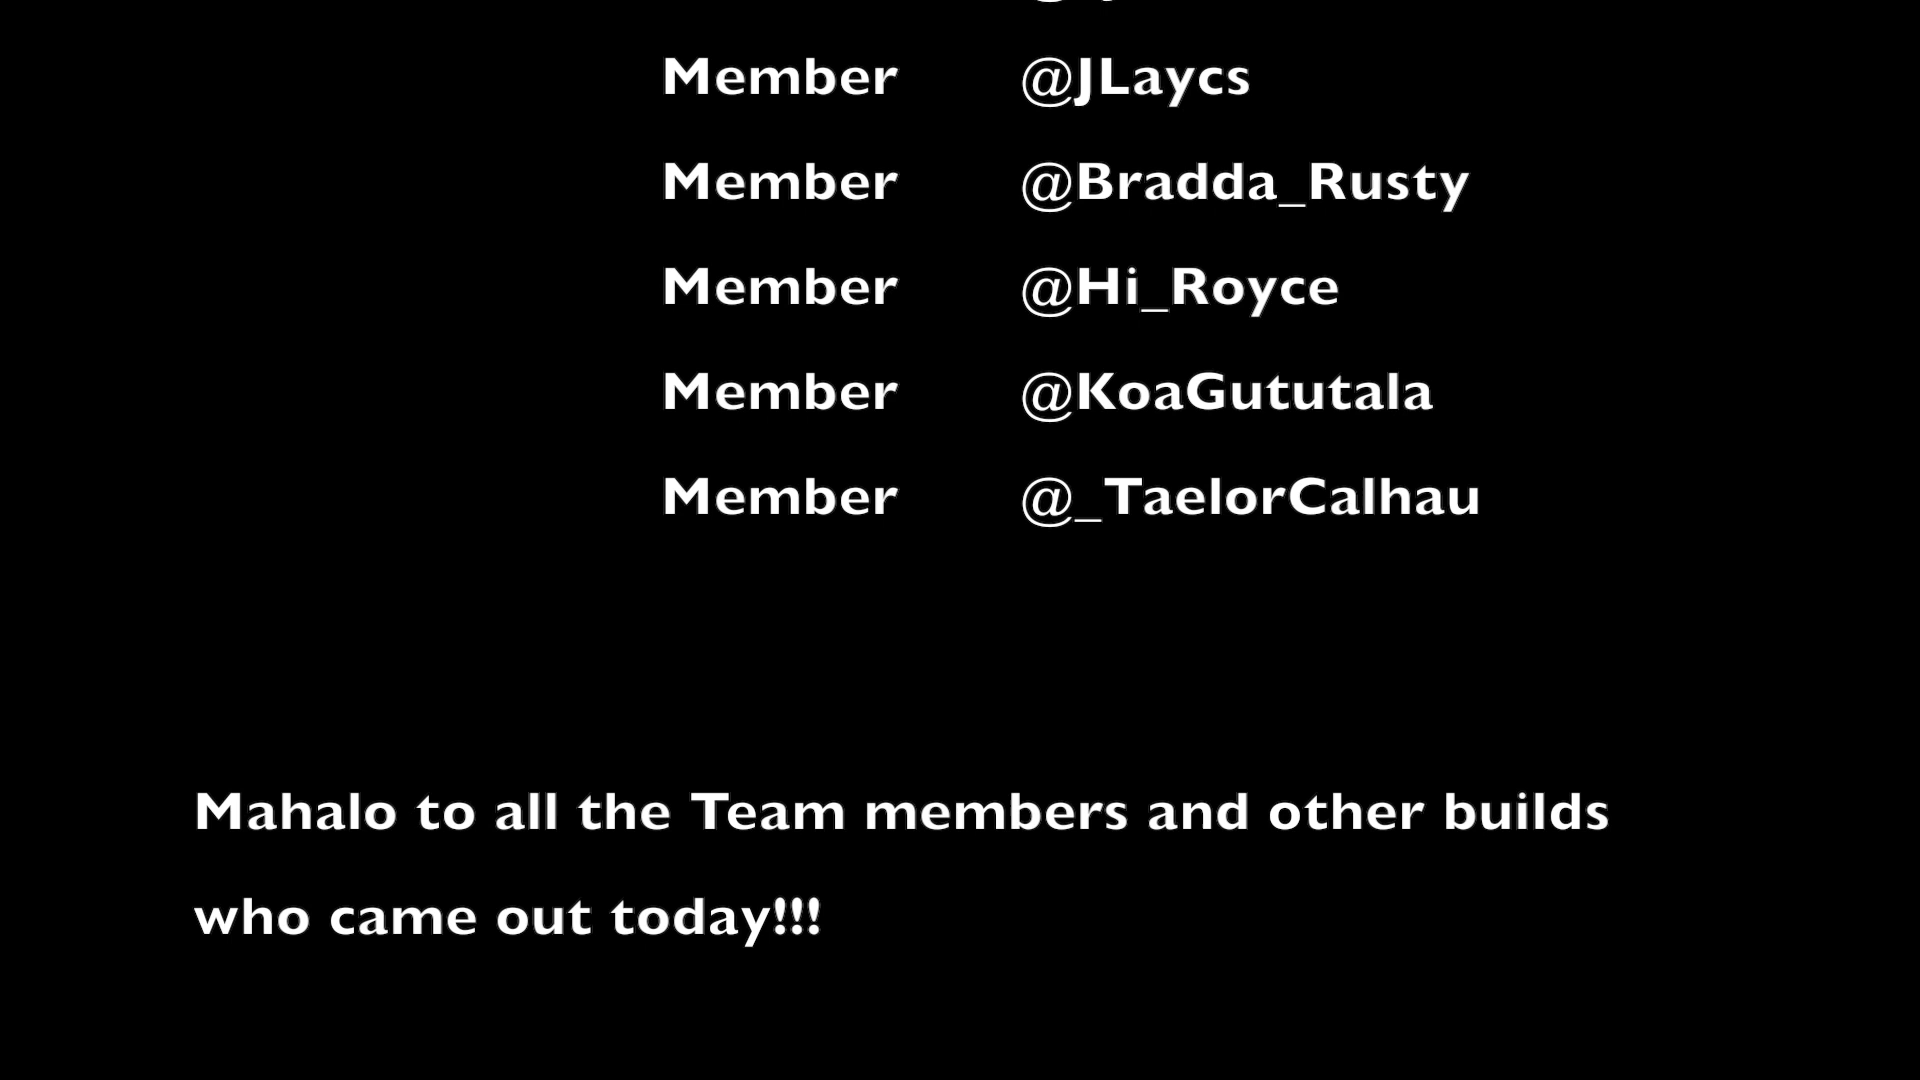 Member @JLaycs
Member @Bradda_Rusty
Member @Hi_Royce
Member @KoaGututala
Member @_TaelorCalhau
Mahalo to all the Team members and other builds
who came out today!!!